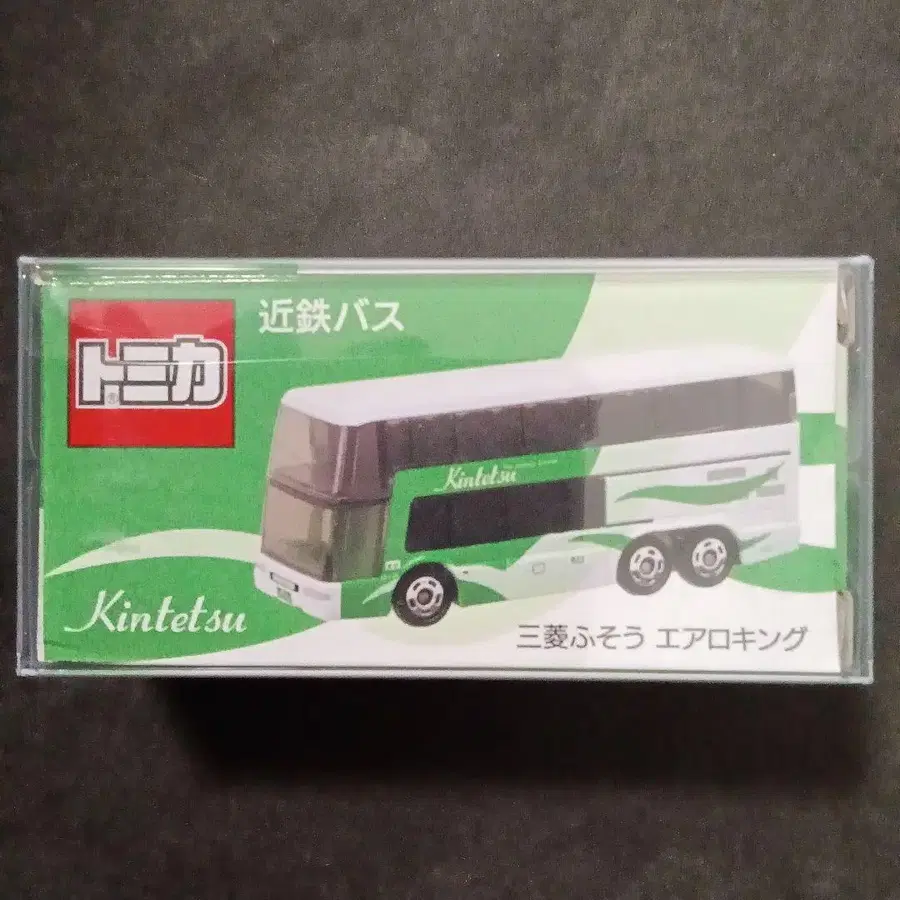 近鉄バス
トミカ
Kintetsu
Kintetsu
三菱ふそう エアロキング